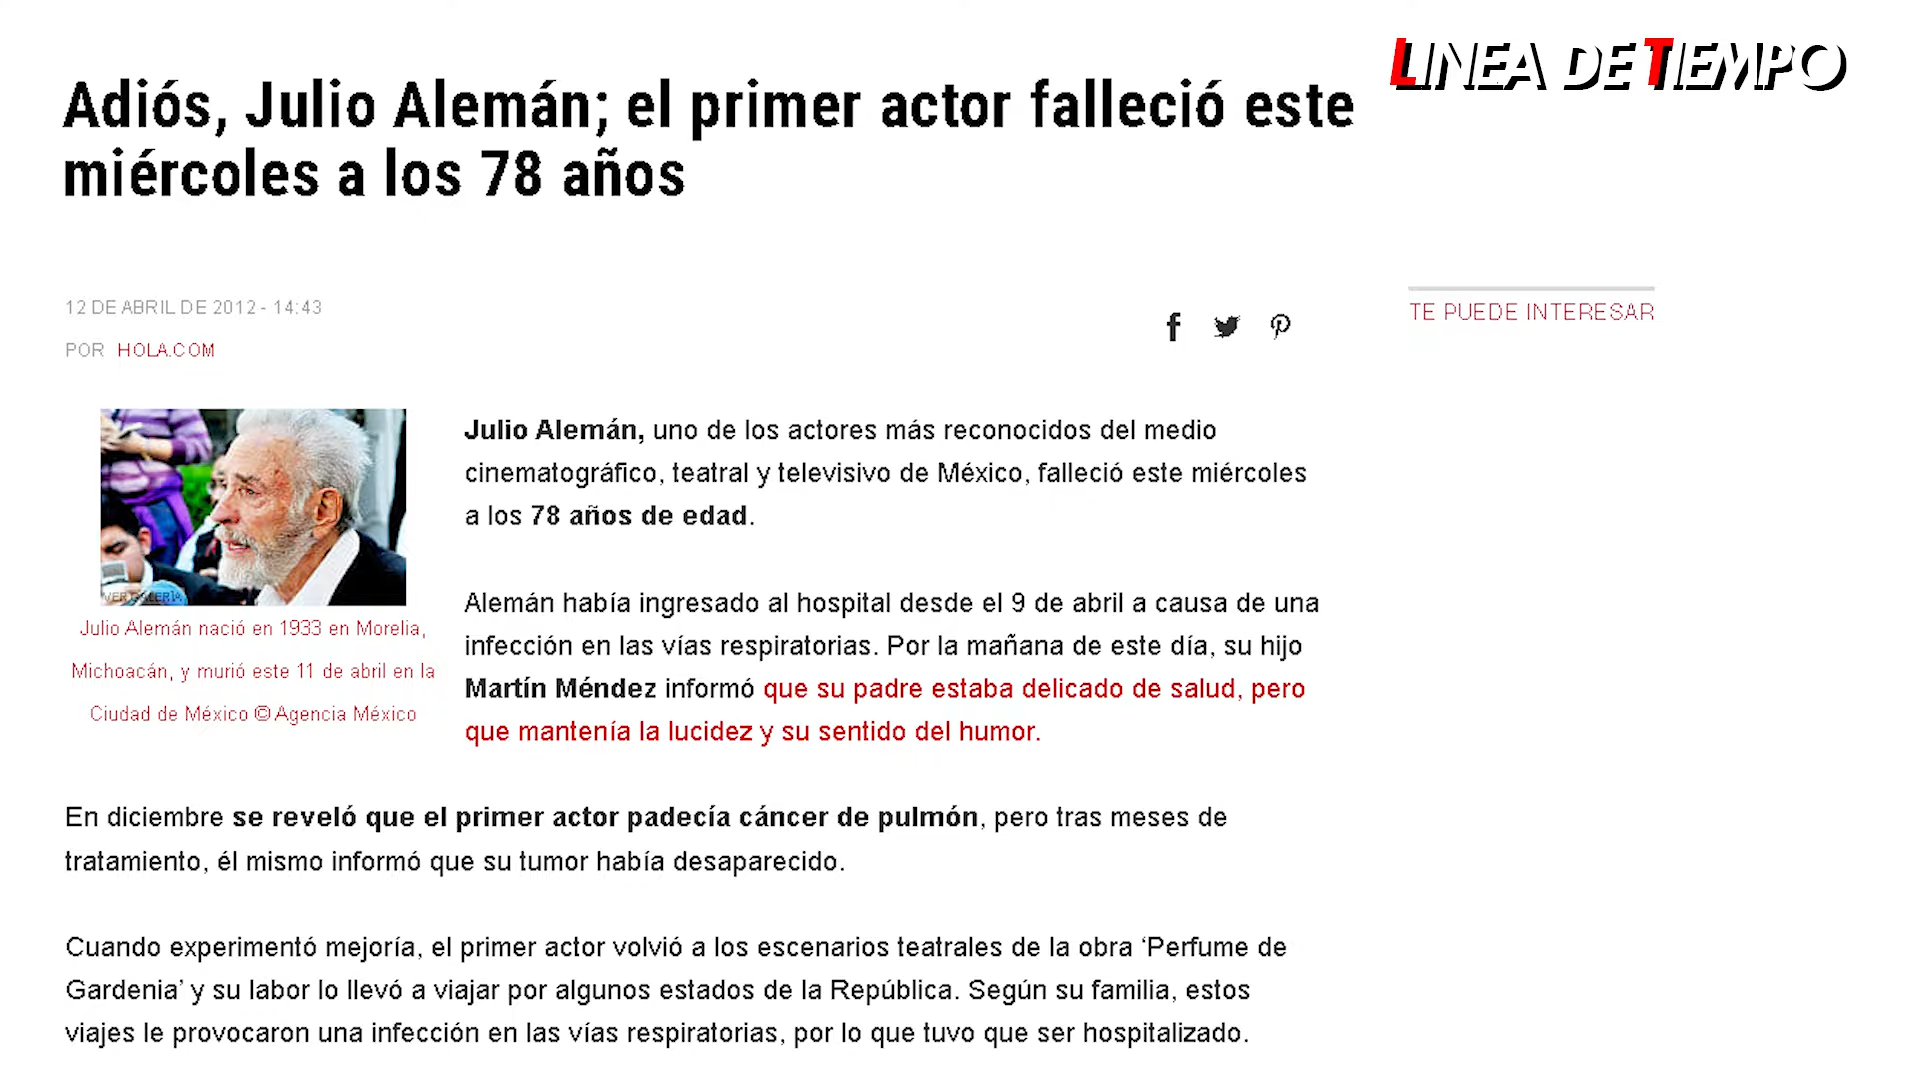 LINEA DE TIEMPO
Adiós, Julio Alemán; el primer actor falleció este
miércoles a los 78 años
12 DE ABRIL DE 2012 - 14:43
POR HOLA.COM
TE PUEDE INTERESAR
VER GALERÍA
Julio Alemán nació en 1933 en Morelia,
Michoacán, y murió este 11 de abril en la
Ciudad de México © Agencia México
Julio Alemán, uno de los actores más reconocidos del medio
cinematográfico, teatral y televisivo de México, falleció este miércoles
a los 78 años de edad.
Alemán había ingresado al hospital desde el 9 de abril a causa de una
infección en las vías respiratorias. Por la mañana de este día, su hijo
Martín Méndez informó que su padre estaba delicado de salud, pero
que mantenía la lucidez y su sentido del humor.
En diciembre se reveló que el primer actor padecía cáncer de pulmón, pero tras meses de
tratamiento, él mismo informó que su tumor había desaparecido.
Cuando experimentó mejoría, el primer actor volvió a los escenarios teatrales de la obra ‘Perfume de
Gardenia’ y su labor lo llevó a viajar por algunos estados de la República. Según su familia, estos
viajes le provocaron una infección en las vías respiratorias, por lo que tuvo que ser hospitalizado.